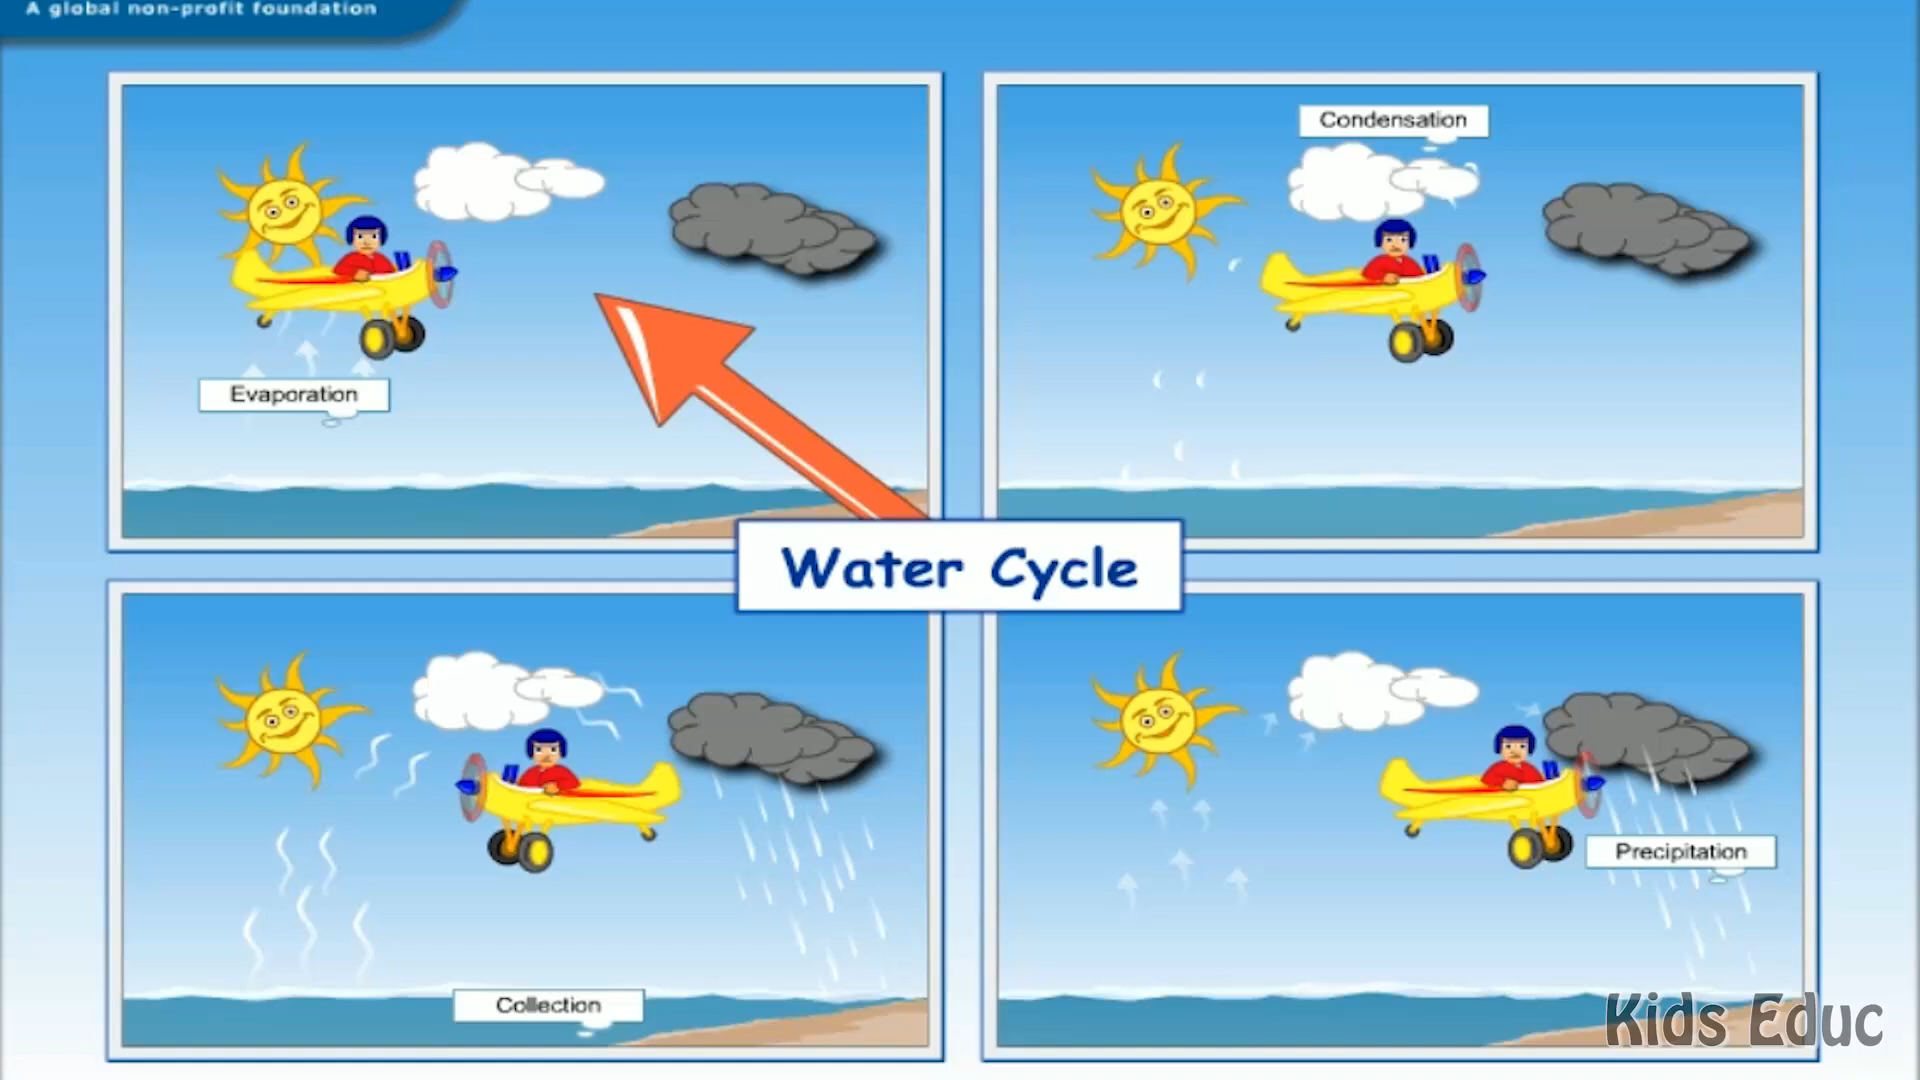 A global non-profit foundation
Condensation
Evaporation
Water Cycle
Precipitation
Collection
Kids Educ